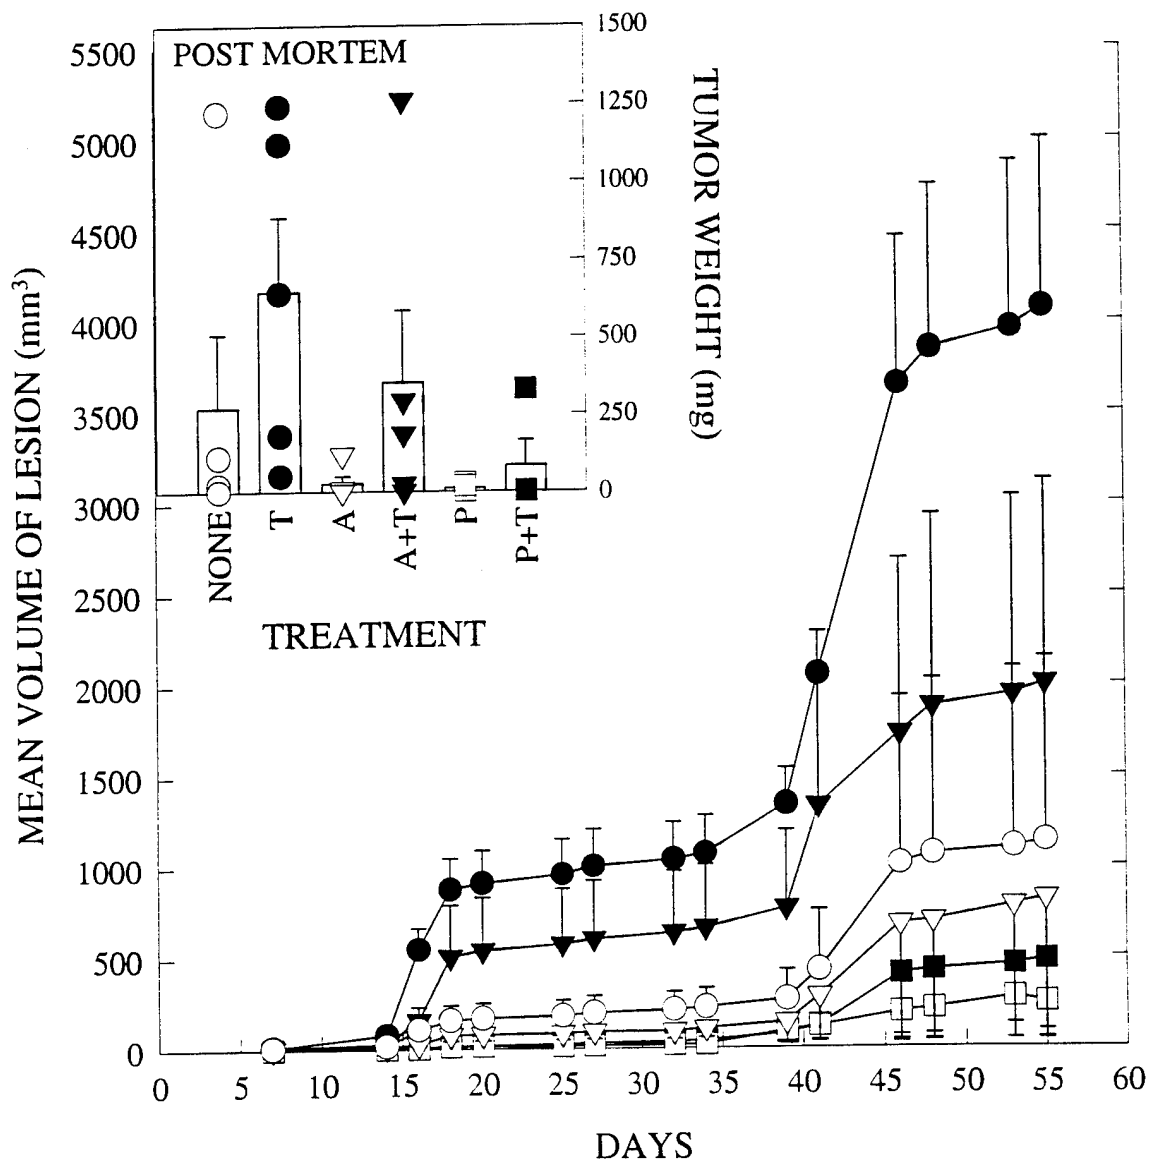 POST MORTEM
1500
1250
1000
750
500
250
0
TUMOR WEIGHT (mg)
NONE
T
A
A+T
P
P+T
TREATMENT
MEAN VOLUME OF LESION (mm³)
5500
5000
4500
4000
3500
3000
2500
2000
1500
1000
500
0
0 5 10 15 20 25 30 35 40 45 50 55 60
DAYS